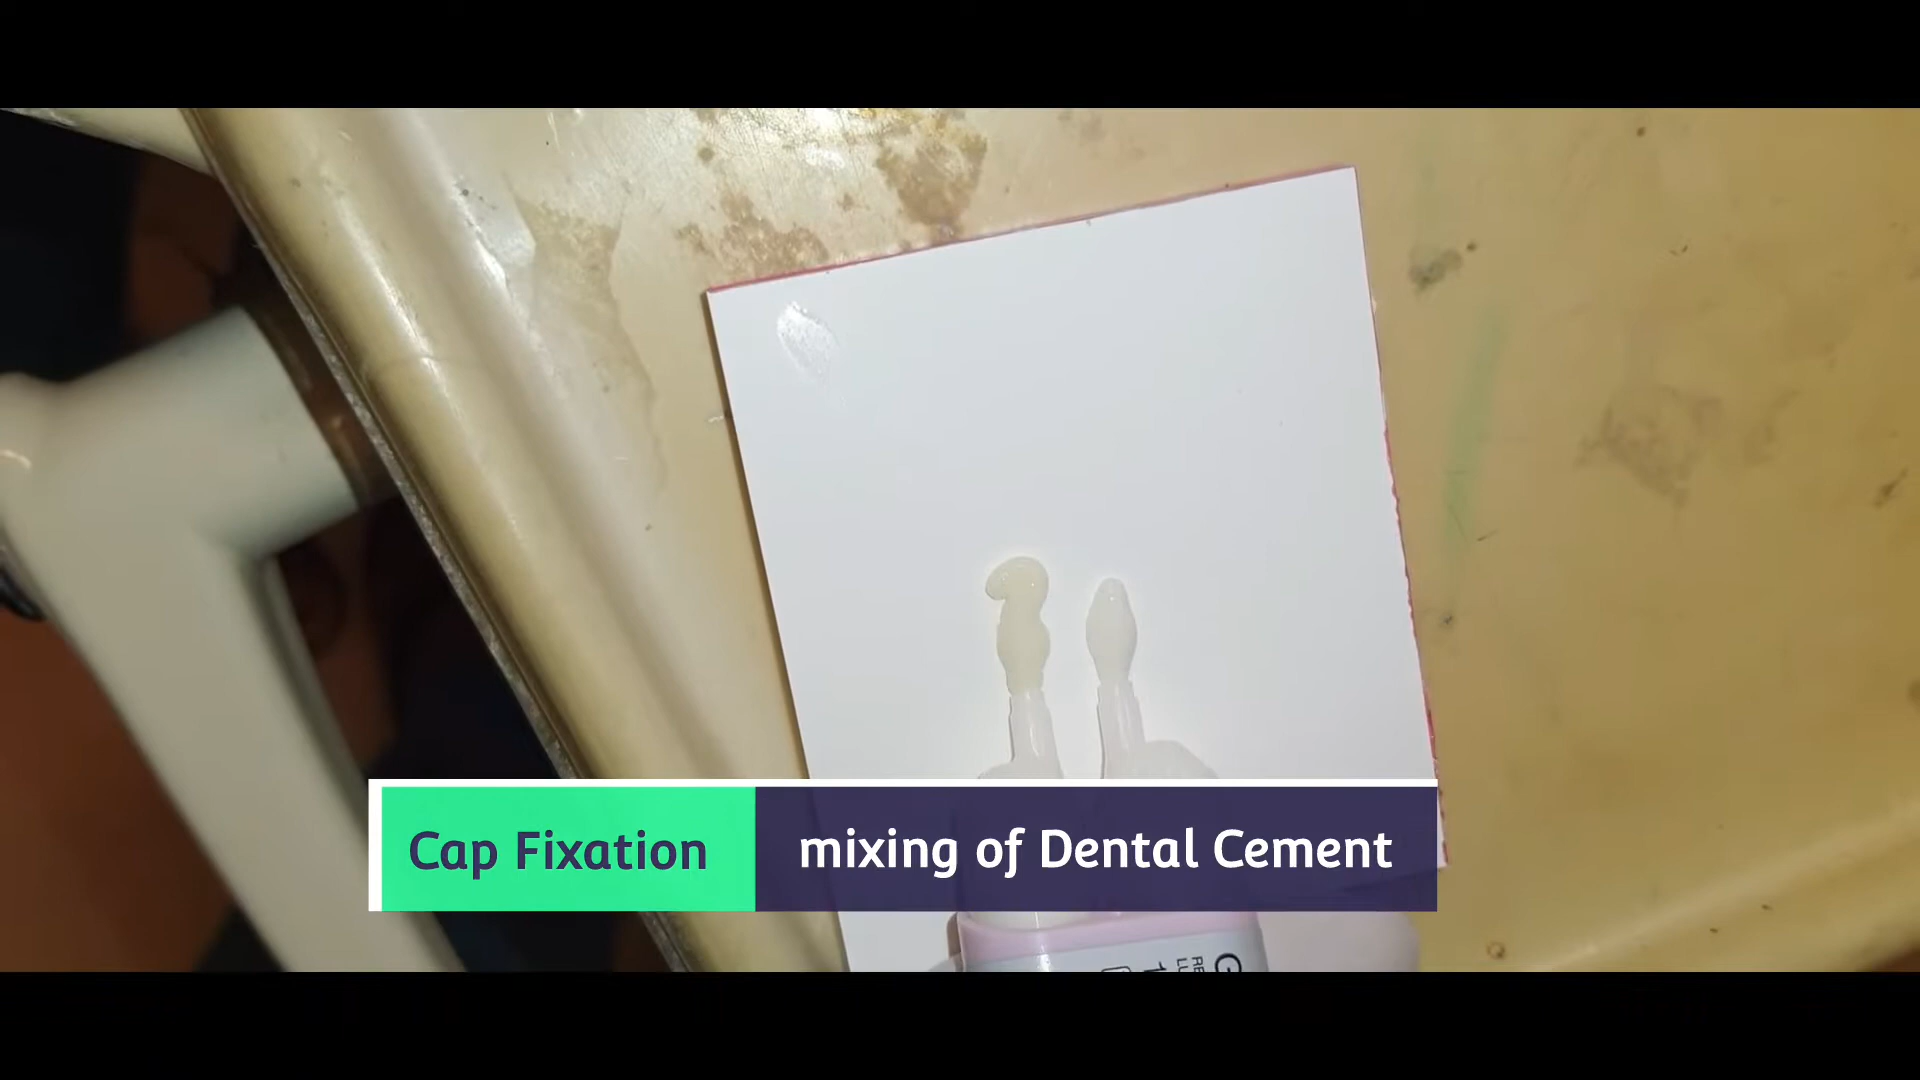 Cap Fixation
mixing of Dental Cement